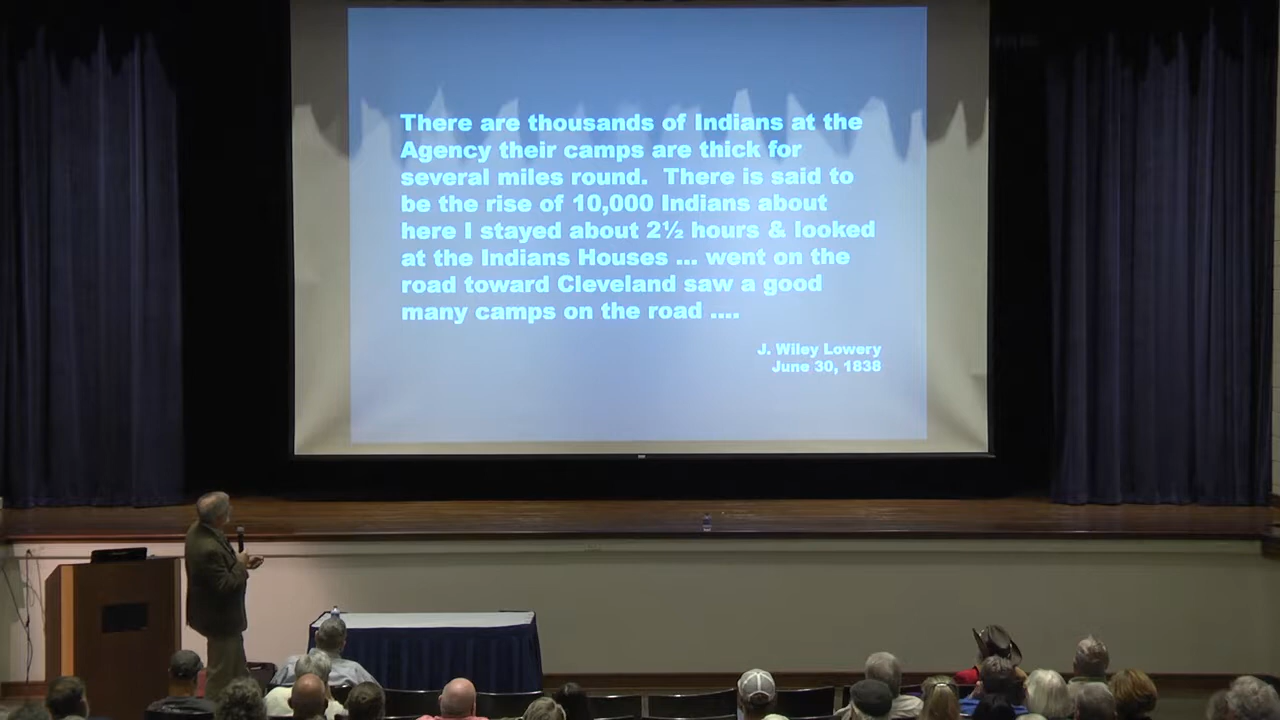 There are thousands of Indians at the
Agency their camps are thick for
several miles round.  There is said to
be the rise of 10,000 Indians about
here I stayed about 2½ hours & looked
at the Indians Houses ... went on the
road toward Cleveland saw a good
many camps on the road ....
J. Wiley Lowery
June 30, 1838